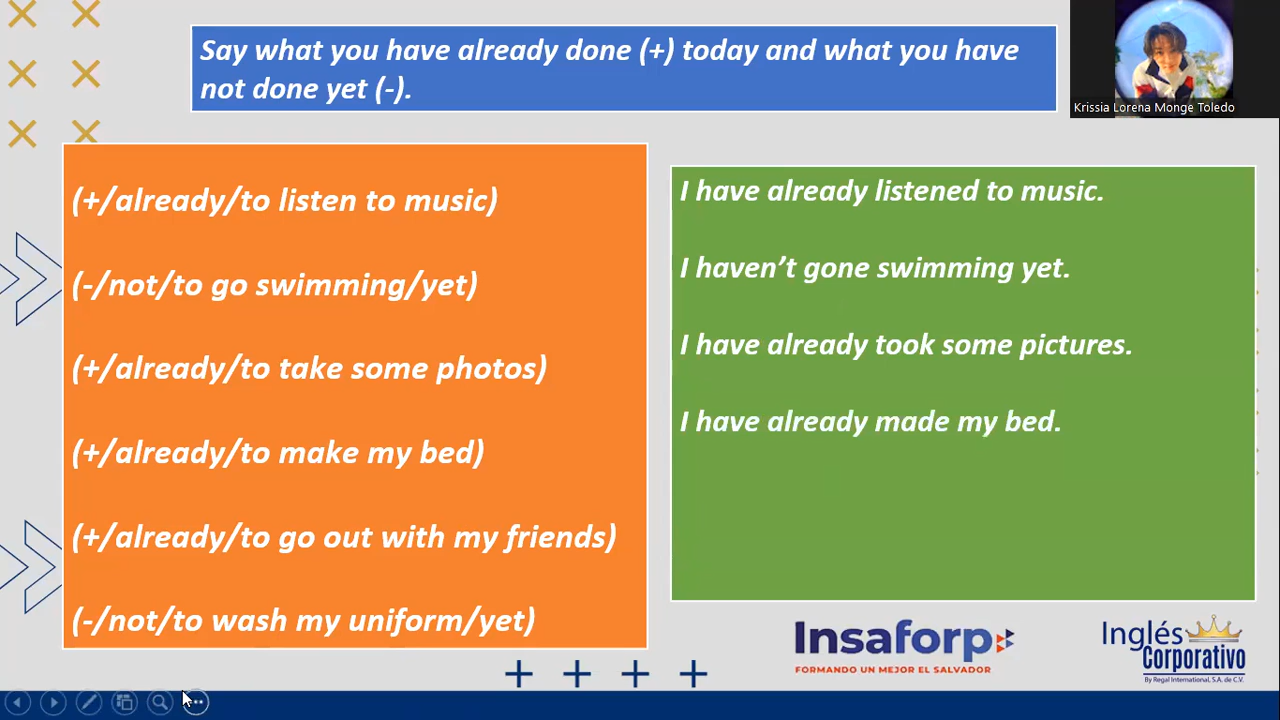 Say what you have already done (+) today and what you have
not done yet (-).
Krissia Lorena Monge Toledo
(+/already/to listen to music)
(-/not/to go swimming/yet)
(+/already/to take some photos)
(+/already/to make my bed)
(+/already/to go out with my friends)
(-/not/to wash my uniform/yet)
I have already listened to music.
I haven’t gone swimming yet.
I have already took some pictures.
I have already made my bed.
Insaforp
FORMANDO UN MEJOR EL SALVADOR
Inglés
Corporativo
By Regal International, S.A. de C.V.